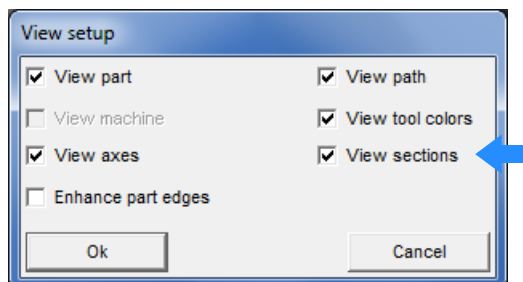 View setup
View part
View path
View machine
View tool colors
View axes
View sections
Enhance part edges
Ok
Cancel